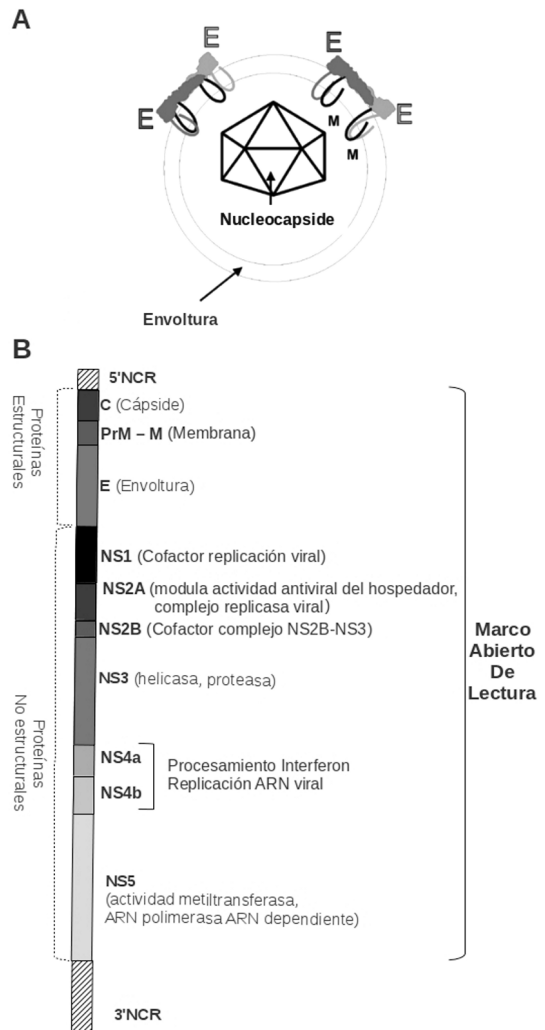 A
E
E
E
E
M
M
Nucleocapside
Envoltura
B
5'NCR
C (Cápside)
PrM – M (Membrana)
E (Envoltura)
Proteínas
Estructurales
NS1 (Cofactor replicación viral)
NS2A (modula actividad antiviral del hospedador,
complejo replicasa viral)
NS2B (Cofactor complejo NS2B-NS3)
NS3 (helicasa, proteasa)
Marco
Abierto
De
Lectura
Proteínas
No estructurales
NS4a
NS4b
Procesamiento Interferon
Replicación ARN viral
NS5
(actividad metiltransferasa,
ARN polimerasa ARN dependiente)
3'NCR